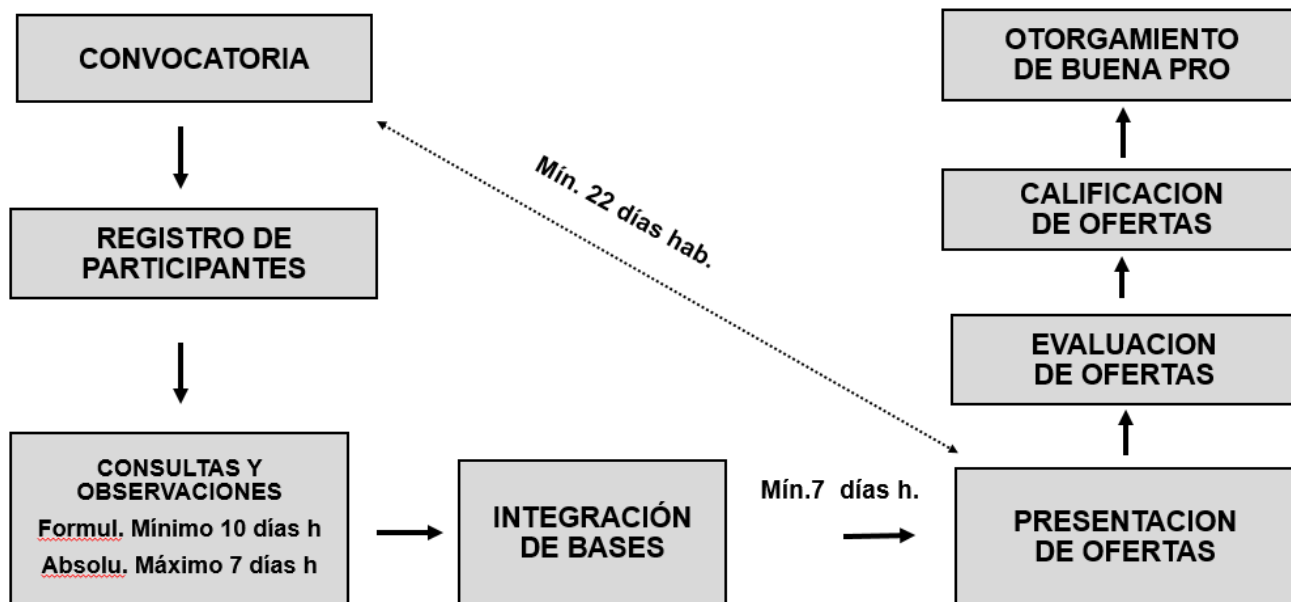 CONVOCATORIA
REGISTRO DE
PARTICIPANTES
CONSULTAS Y
OBSERVACIONES
Formul. Mínimo 10 días h
Absolu. Máximo 7 días h
INTEGRACIÓN
DE BASES
Mín.7 días h.
Mín. 22 días hab.
PRESENTACION
DE OFERTAS
EVALUACION
DE OFERTAS
CALIFICACION
DE OFERTAS
OTORGAMIENTO
DE BUENA PRO